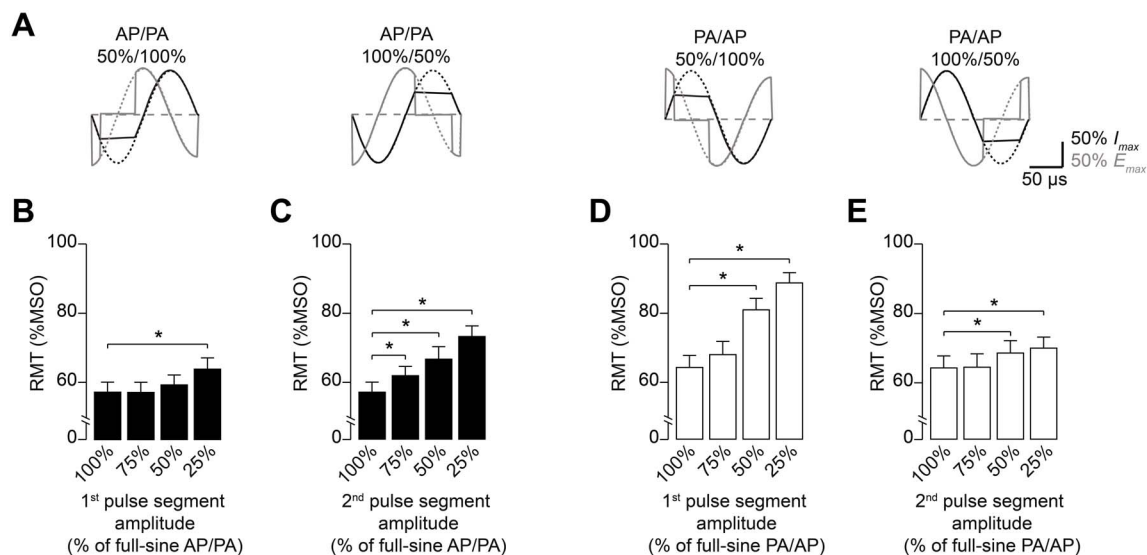 A
AP/PA
50%/100%
AP/PA
100%/50%
PA/AP
50%/100%
PA/AP
100%/50%
50% Imax
50% Emax
50 µs
B
RMT (%MSO)
100
80
60
0
*
100%
75%
50%
25%
1st pulse segment
amplitude
(% of full-sine AP/PA)
C
RMT (%MSO)
100
80
60
0
*
*
*
100%
75%
50%
25%
2nd pulse segment
amplitude
(% of full-sine AP/PA)
D
RMT (%MSO)
100
80
60
0
*
*
100%
75%
50%
25%
1st pulse segment
amplitude
(% of full-sine PA/AP)
E
RMT (%MSO)
100
80
60
0
*
*
100%
75%
50%
25%
2nd pulse segment
amplitude
(% of full-sine PA/AP)